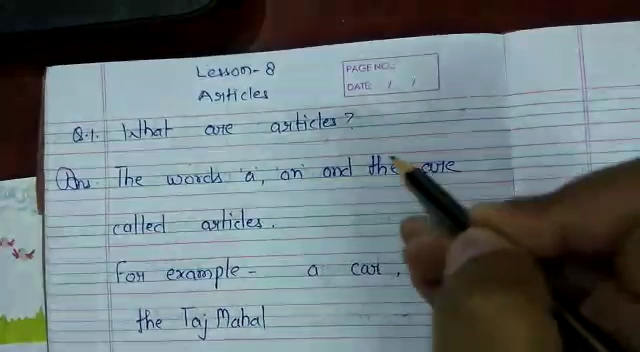 Lesson-8
PAGE NO.:
Articles
DATE: / /
Q.1. What are articles?
Ans. The words 'a', 'an' and 'the' are
called articles.
For example - a car,
the Taj Mahal